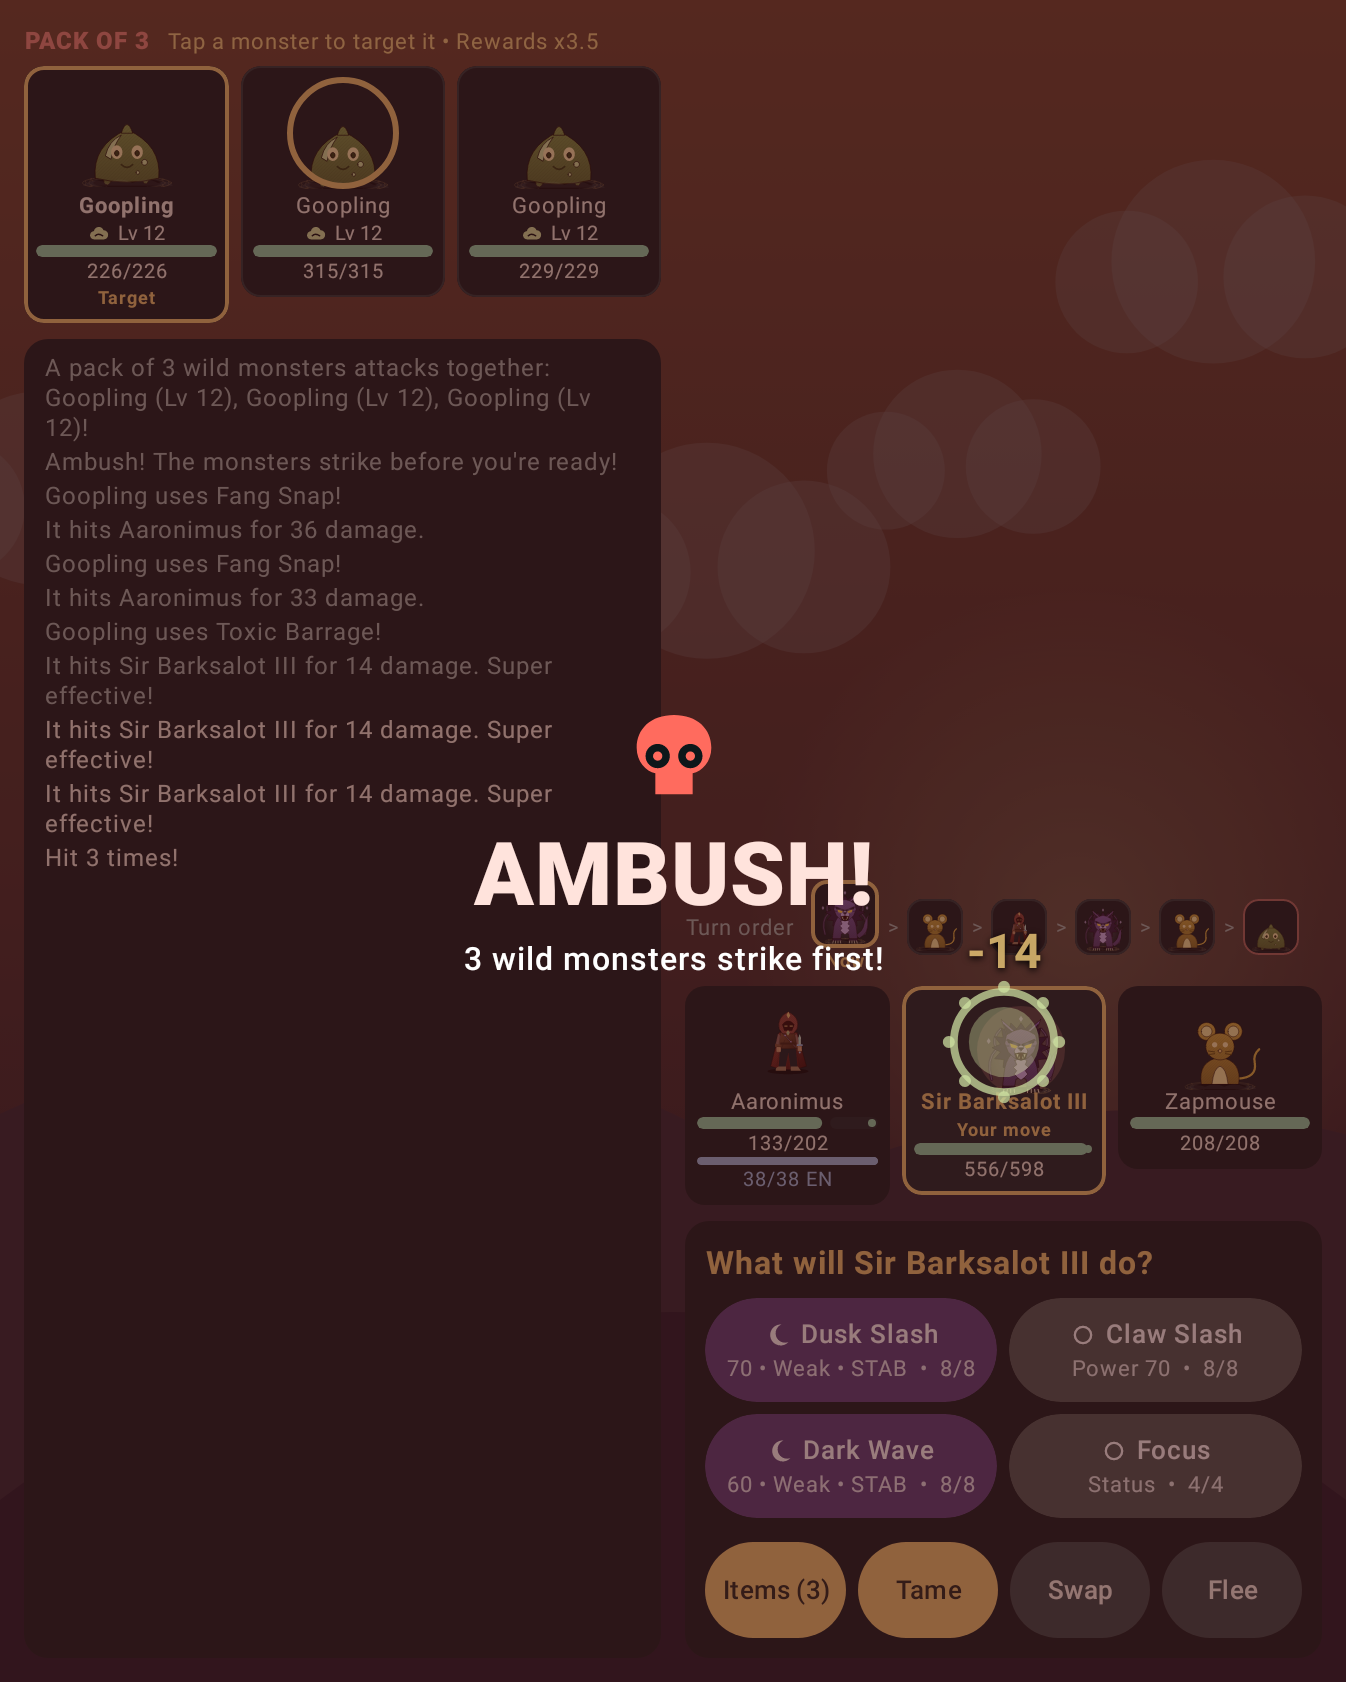 PACK OF 3 Tap a monster to target it • Rewards x3.5
Goopling
Lv 12
226/226
Target
Goopling
Lv 12
315/315
Goopling
Lv 12
229/229
A pack of 3 wild monsters attacks together:
Goopling (Lv 12), Goopling (Lv 12), Goopling (Lv
12)!
Ambush! The monsters strike before you're ready!
Goopling uses Fang Snap!
It hits Aaronimus for 36 damage.
Goopling uses Fang Snap!
It hits Aaronimus for 33 damage.
Goopling uses Toxic Barrage!
It hits Sir Barksalot III for 14 damage. Super
effective!
It hits Sir Barksalot III for 14 damage. Super
effective!
It hits Sir Barksalot III for 14 damage. Super
effective!
Hit 3 times!
AMBUSH!
3 wild monsters strike first!
Turn order > > > > >
-14
Aaronimus
133/202
38/38 EN
Sir Barksalot III
Your move
556/598
Zapmouse
208/208
What will Sir Barksalot III do?
Dusk Slash
70 • Weak • STAB • 8/8
Claw Slash
Power 70 • 8/8
Dark Wave
60 • Weak • STAB • 8/8
Focus
Status • 4/4
Items (3)
Tame
Swap
Flee